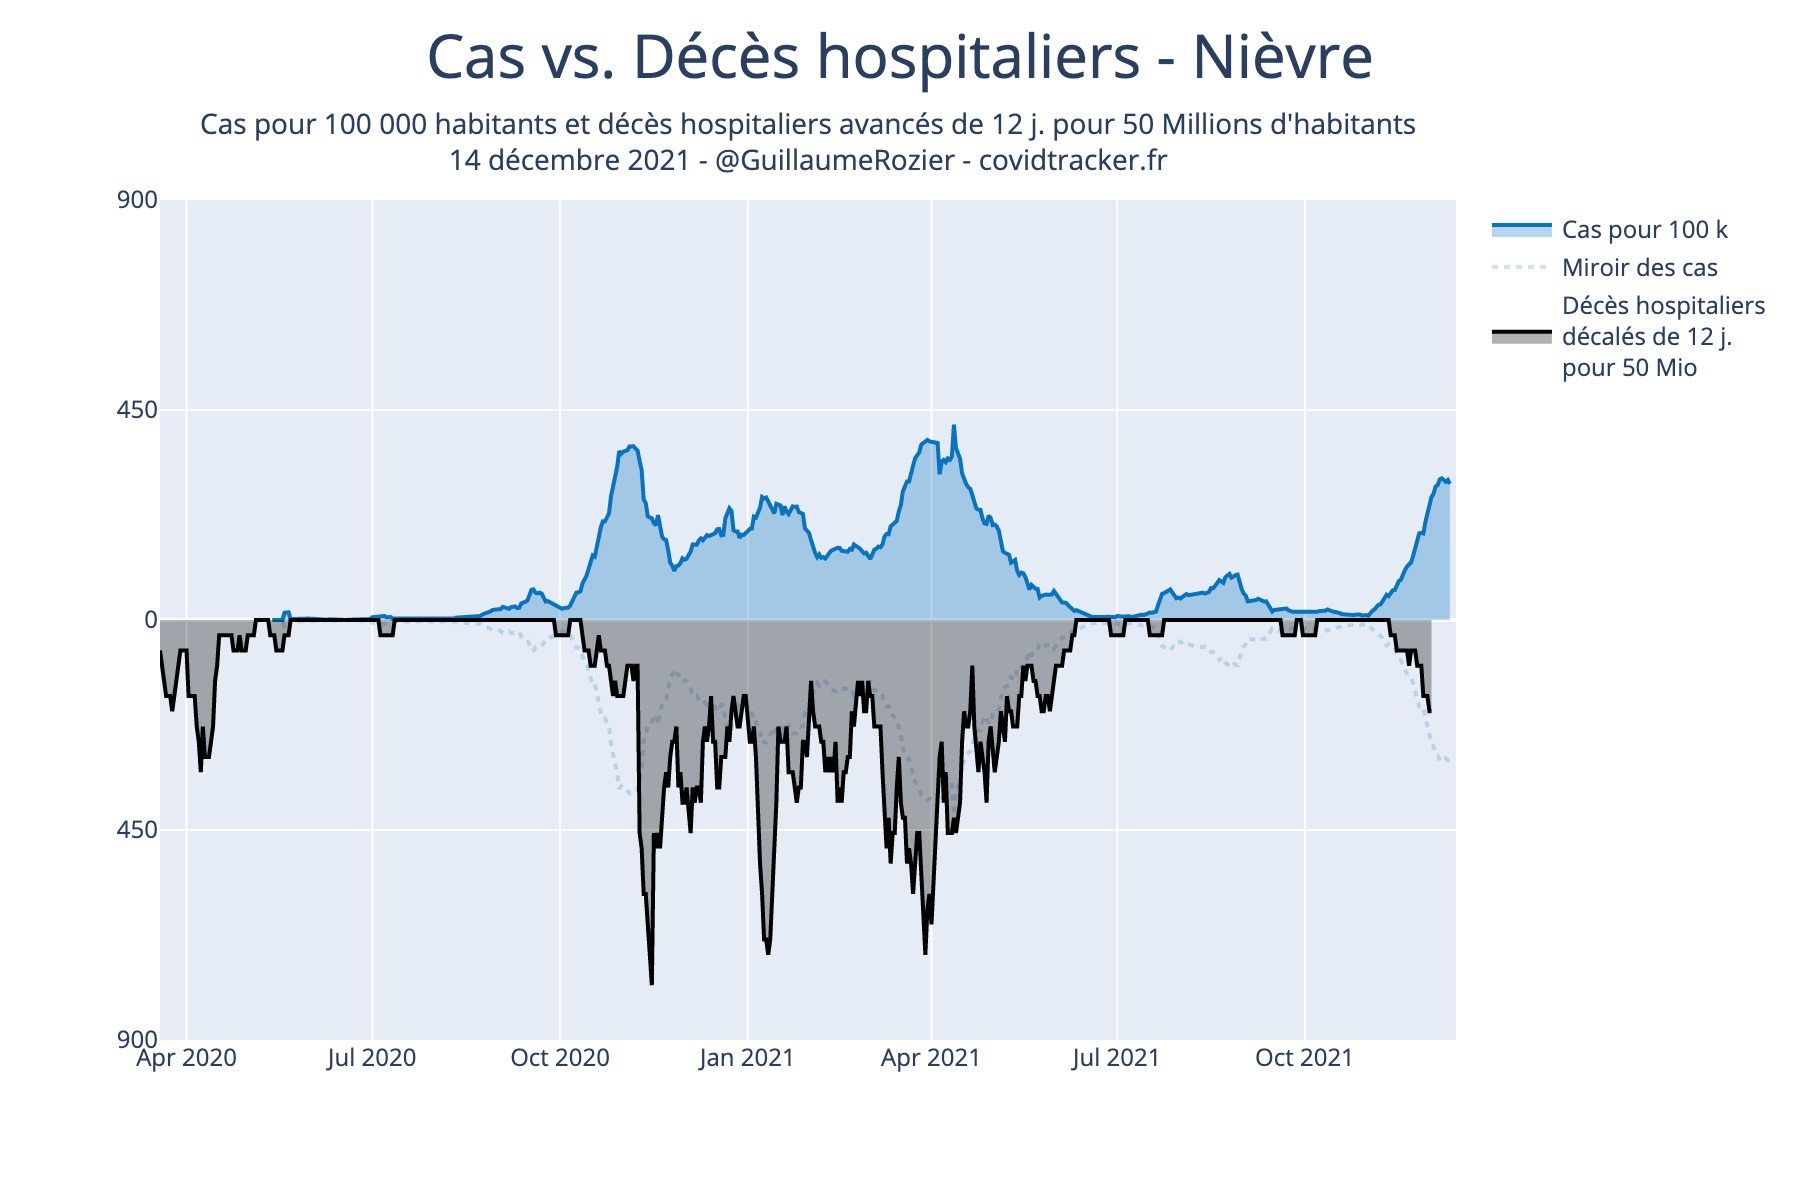 Cas vs. Décès hospitaliers - Nièvre
Cas pour 100 000 habitants et décès hospitaliers avancés de 12 j. pour 50 Millions d'habitants
14 décembre 2021 - @GuillaumeRozier - covidtracker.fr
900
450
0
450
900
Apr 2020
Jul 2020
Oct 2020
Jan 2021
Apr 2021
Jul 2021
Oct 2021
Cas pour 100 k
Miroir des cas
Décès hospitaliers
décalés de 12 j.
pour 50 Mio